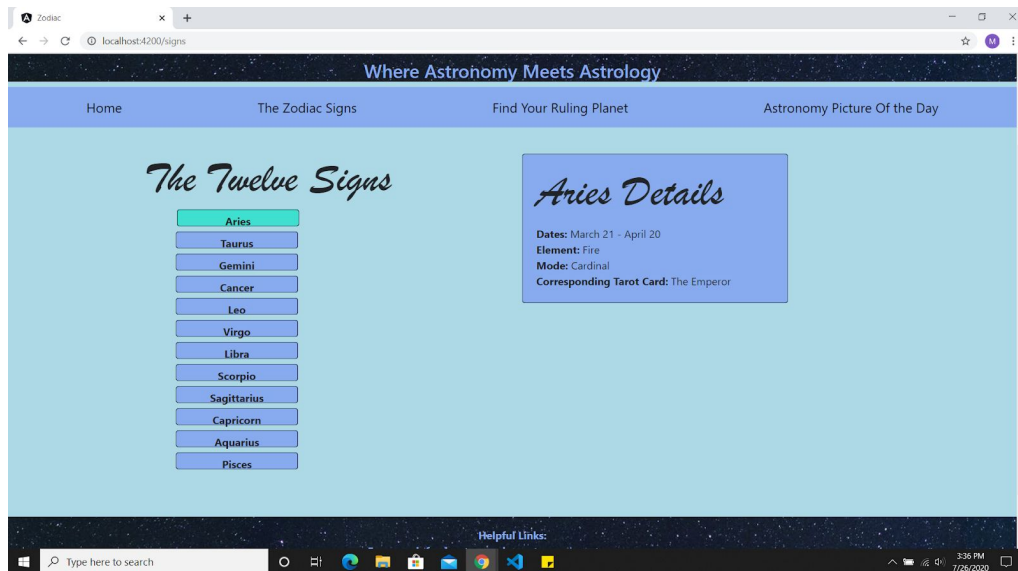 Zodiac
localhost:4200/signs
M
Where Astronomy Meets Astrology
Home The Zodiac Signs Find Your Ruling Planet Astronomy Picture Of the Day
The Twelve Signs
Aries
Taurus
Gemini
Cancer
Leo
Virgo
Libra
Scorpio
Sagittarius
Capricorn
Aquarius
Pisces
Aries Details
Dates: March 21 - April 20
Element: Fire
Mode: Cardinal
Corresponding Tarot Card: The Emperor
Helpful Links:
Type here to search
3:36 PM
7/26/2020